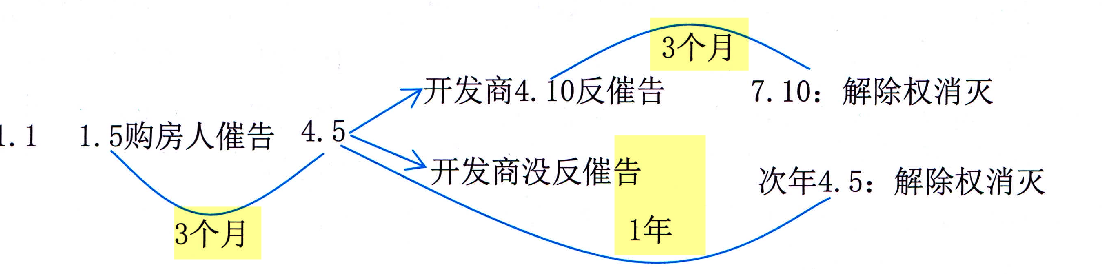 3个月
开发商4.10反催告 7.10：解除权消灭
1.1 1.5购房人催告 4.5
开发商没反催告 次年4.5：解除权消灭
3个月 1年